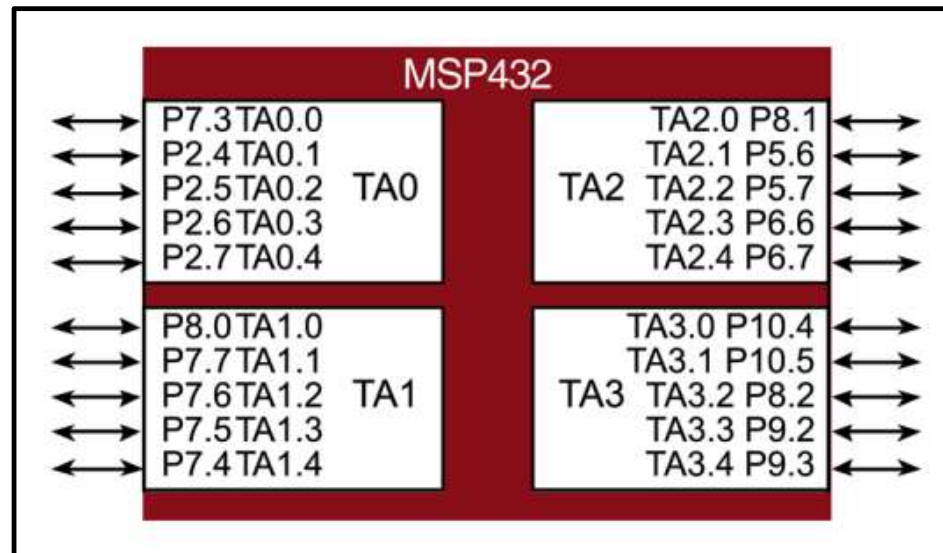 MSP432
P7.3 TA0.0
P2.4 TA0.1
P2.5 TA0.2
P2.6 TA0.3
P2.7 TA0.4
TA0
TA2
TA2.0 P8.1
TA2.1 P5.6
TA2.2 P5.7
TA2.3 P6.6
TA2.4 P6.7
P8.0 TA1.0
P7.7 TA1.1
P7.6 TA1.2
P7.5 TA1.3
P7.4 TA1.4
TA1
TA3
TA3.0 P10.4
TA3.1 P10.5
TA3.2 P8.2
TA3.3 P9.2
TA3.4 P9.3